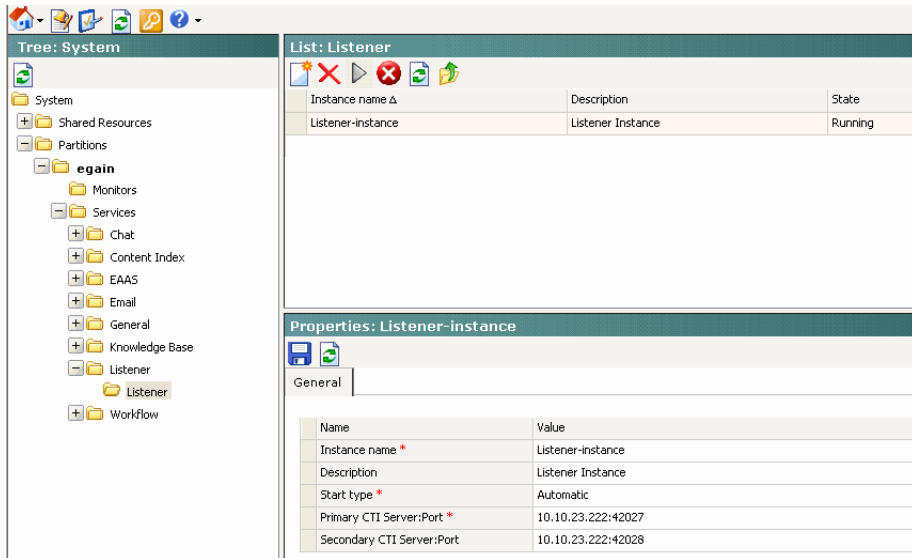 Tree: System
System
Shared Resources
Partitions
egain
Monitors
Services
Chat
Content Index
EAAS
Email
General
Knowledge Base
Listener
Listener
Workflow
List: Listener
Instance name Description State
Listener-instance Listener Instance Running
Properties: Listener-instance
General
Name Value
Instance name * Listener-instance
Description Listener Instance
Start type * Automatic
Primary CTI Server:Port * 10.10.23.222:42027
Secondary CTI Server:Port 10.10.23.222:42028